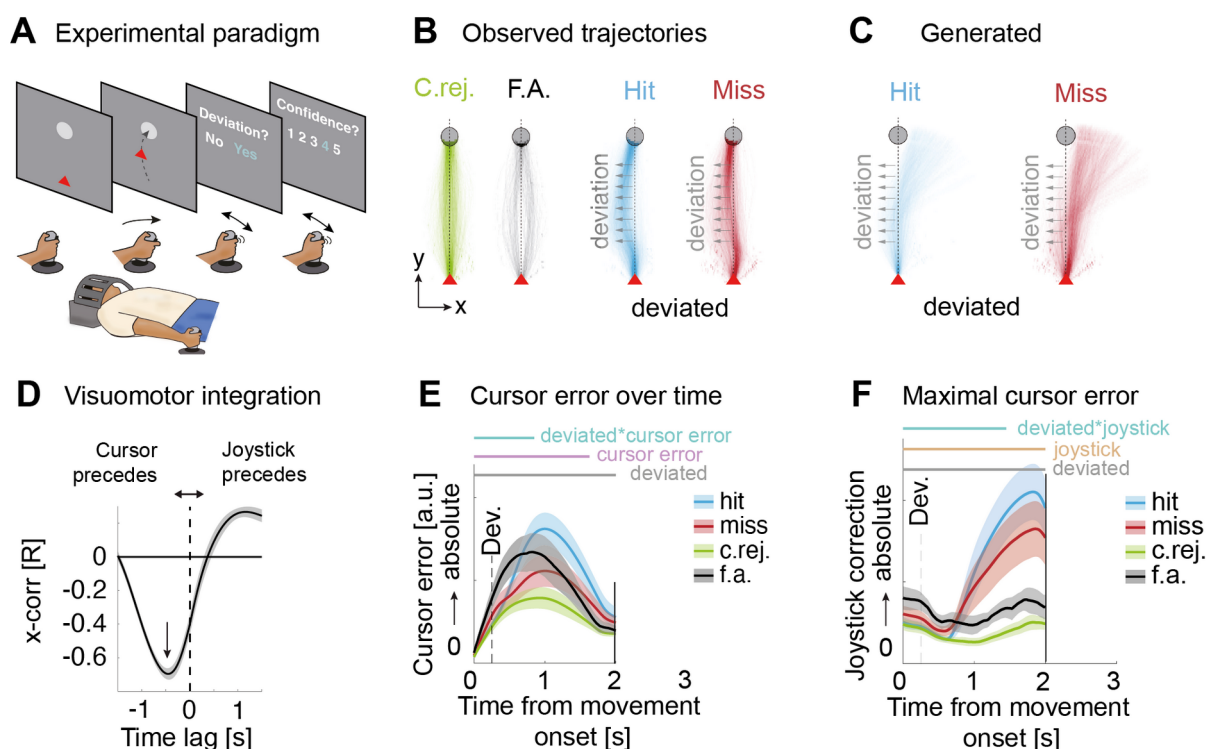 A Experimental paradigm
Deviation?
No Yes
Confidence?
1 2 3 4 5
B Observed trajectories
C.rej. F.A. Hit Miss
deviation
deviation
y
x
deviated
C Generated
Hit Miss
deviation
deviation
deviated
D Visuomotor integration
Cursor precedes
Joystick precedes
x-corr [R]
0
-0.2
-0.4
-0.6
-1 0 1
Time lag [s]
E Cursor error over time
deviated*cursor error
cursor error
deviated
Cursor error [a.u.]
absolute
0
Dev.
hit
miss
c.rej.
f.a.
0 1 2 3
Time from movement
onset [s]
F Maximal cursor error
deviated*joystick
joystick
deviated
Joystick correction
absolute
0
Dev.
hit
miss
c.rej.
f.a.
0 1 2 3
Time from movement
onset [s]